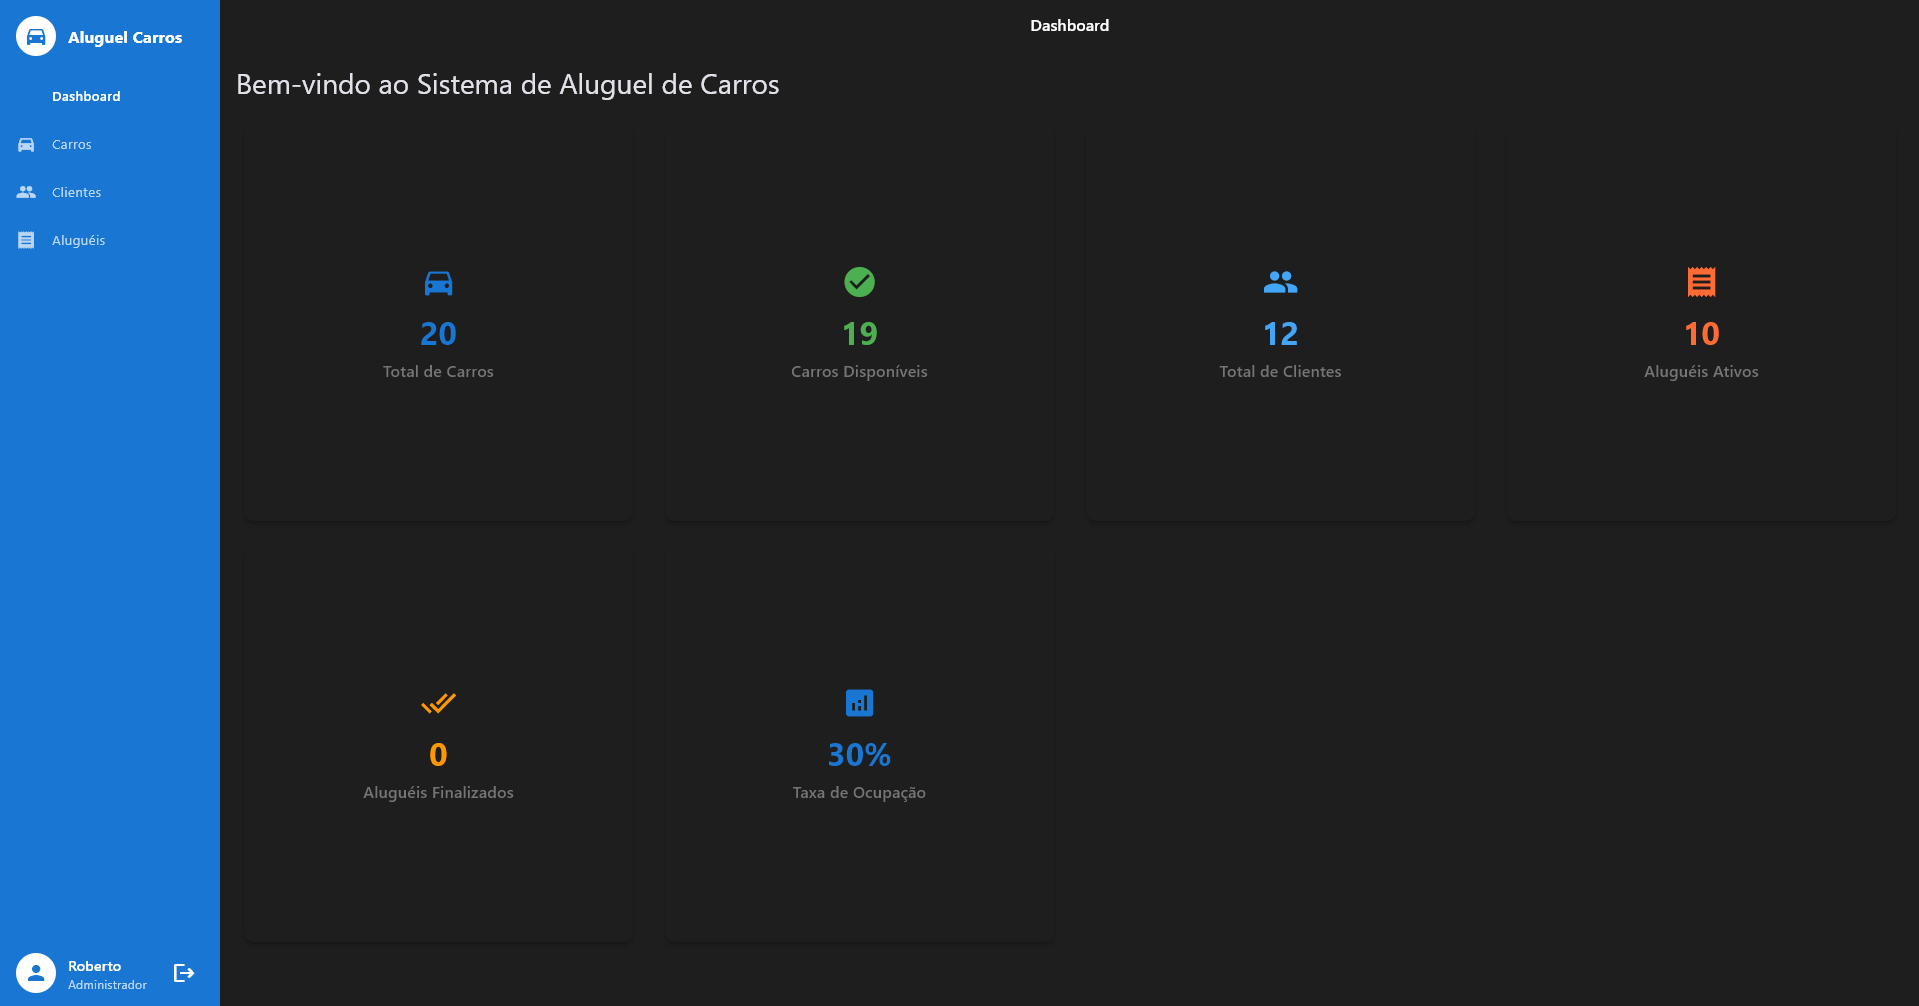 Aluguel Carros
Dashboard
Carros
Clientes
Aluguéis
Roberto
Administrador
Dashboard
Bem-vindo ao Sistema de Aluguel de Carros
20
Total de Carros
19
Carros Disponíveis
12
Total de Clientes
10
Aluguéis Ativos
0
Aluguéis Finalizados
30%
Taxa de Ocupação